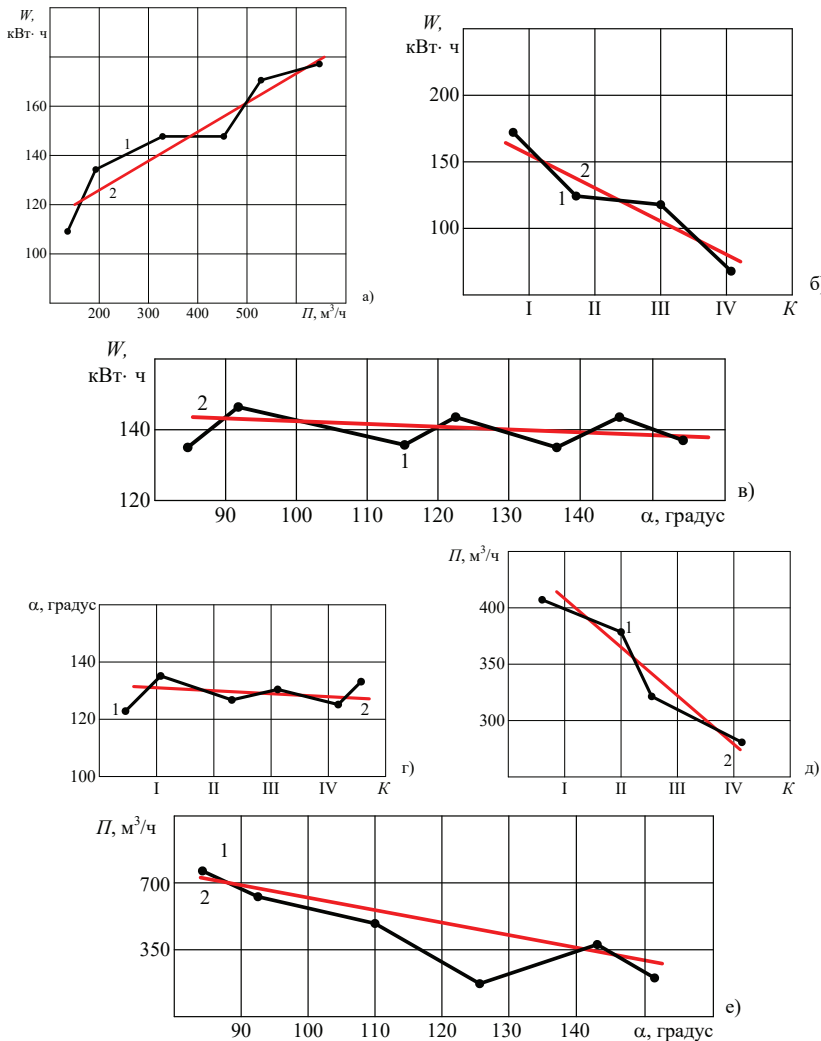 W,
кВт· ч
160
140
120
100
1
2
200 300 400 500 П, м³/ч
а)
W,
кВт· ч
200
150
100
2
1
I II III IV К
б)
W,
кВт· ч
140
120
2
1
90 100 110 120 130 140 α, градус
в)
α, градус
140
120
100
1
2
I II III IV К
г)
П, м³/ч
400
350
300
1
2
I II III IV К
д)
П, м³/ч
700
350
1
2
90 100 110 120 130 140 α, градус
е)